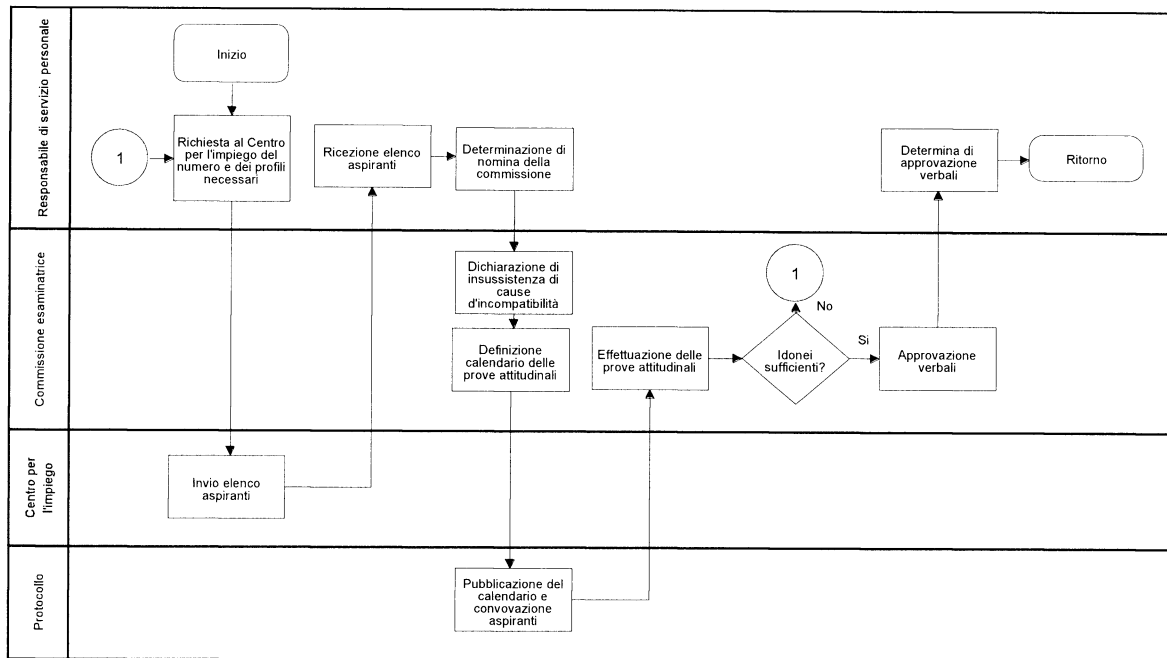 Responsabile di servizio personale
Inizio
1
Richiesta al Centro
per l'impiego del
numero e dei profili
necessari
Ricezione elenco
aspiranti
Determinazione di
nomina della
commissione
Determina di
approvazione
verbali
Ritorno
Commissione esaminatrice
Dichiarazione di
insussistenza di
cause
d'incompatibilità
Definizione
calendario delle
prove attitudinali
Effettuazione delle
prove attitudinali
1
No
Idonei
sufficienti?
Si
Approvazione
verbali
Centro per
l'impiego
Invio elenco
aspiranti
Protocollo
Pubblicazione del
calendario e
convovazione
aspiranti